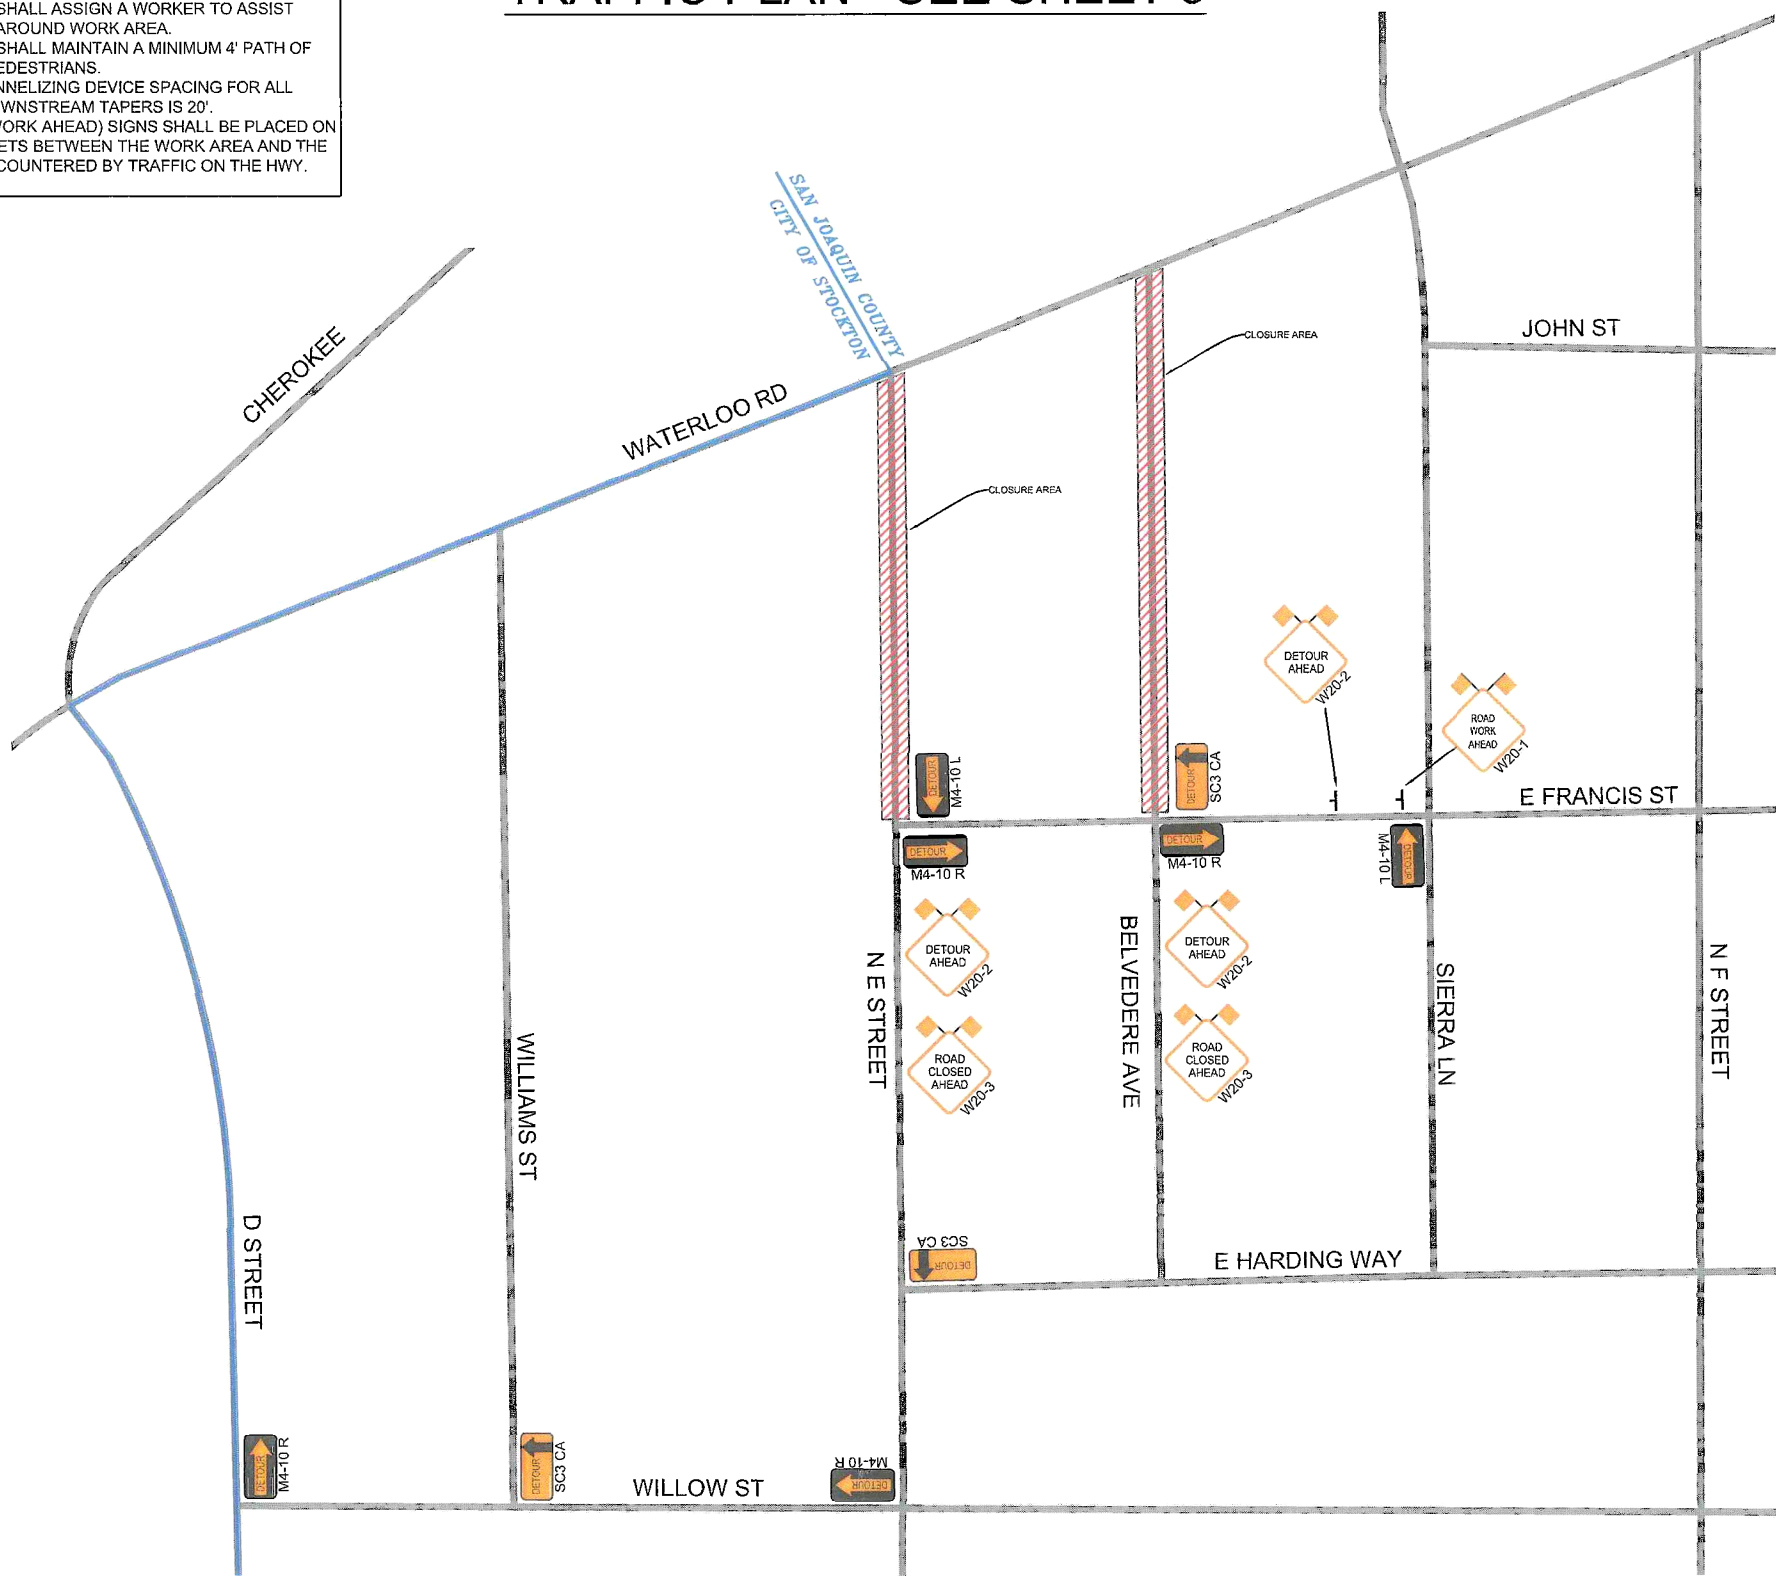 SHALL ASSIGN A WORKER TO ASSIST
AROUND WORK AREA.
SHALL MAINTAIN A MINIMUM 4' PATH OF
EDESTRIANS.
NNELIZING DEVICE SPACING FOR ALL
WNSTREAM TAPERS IS 20'.
ORK AHEAD) SIGNS SHALL BE PLACED ON
ETS BETWEEN THE WORK AREA AND THE
COUNTERED BY TRAFFIC ON THE HWY.
SAN JOAQUIN COUNTY
CITY OF STOCKTON
CHEROKEE
WATERLOO RD
CLOSURE AREA
CLOSURE AREA
JOHN ST
DETOUR
AHEAD
W20-2
ROAD
WORK
AHEAD
W20-1
DETOUR
M4-10 L
DETOUR
SC3 CA
E FRANCIS ST
DETOUR
M4-10 R
DETOUR
M4-10 R
DETOUR
M4-10 L
DETOUR
AHEAD
W20-2
DETOUR
AHEAD
W20-2
ROAD
CLOSED
AHEAD
W20-3
ROAD
CLOSED
AHEAD
W20-3
N E STREET
BELVEDERE AVE
SIERRA LN
N F STREET
WILLIAMS ST
D STREET
SC3 CA
DETOUR
E HARDING WAY
DETOUR
M4-10 R
DETOUR
SC3 CA
WILLOW ST
M4-10 R
DETOUR